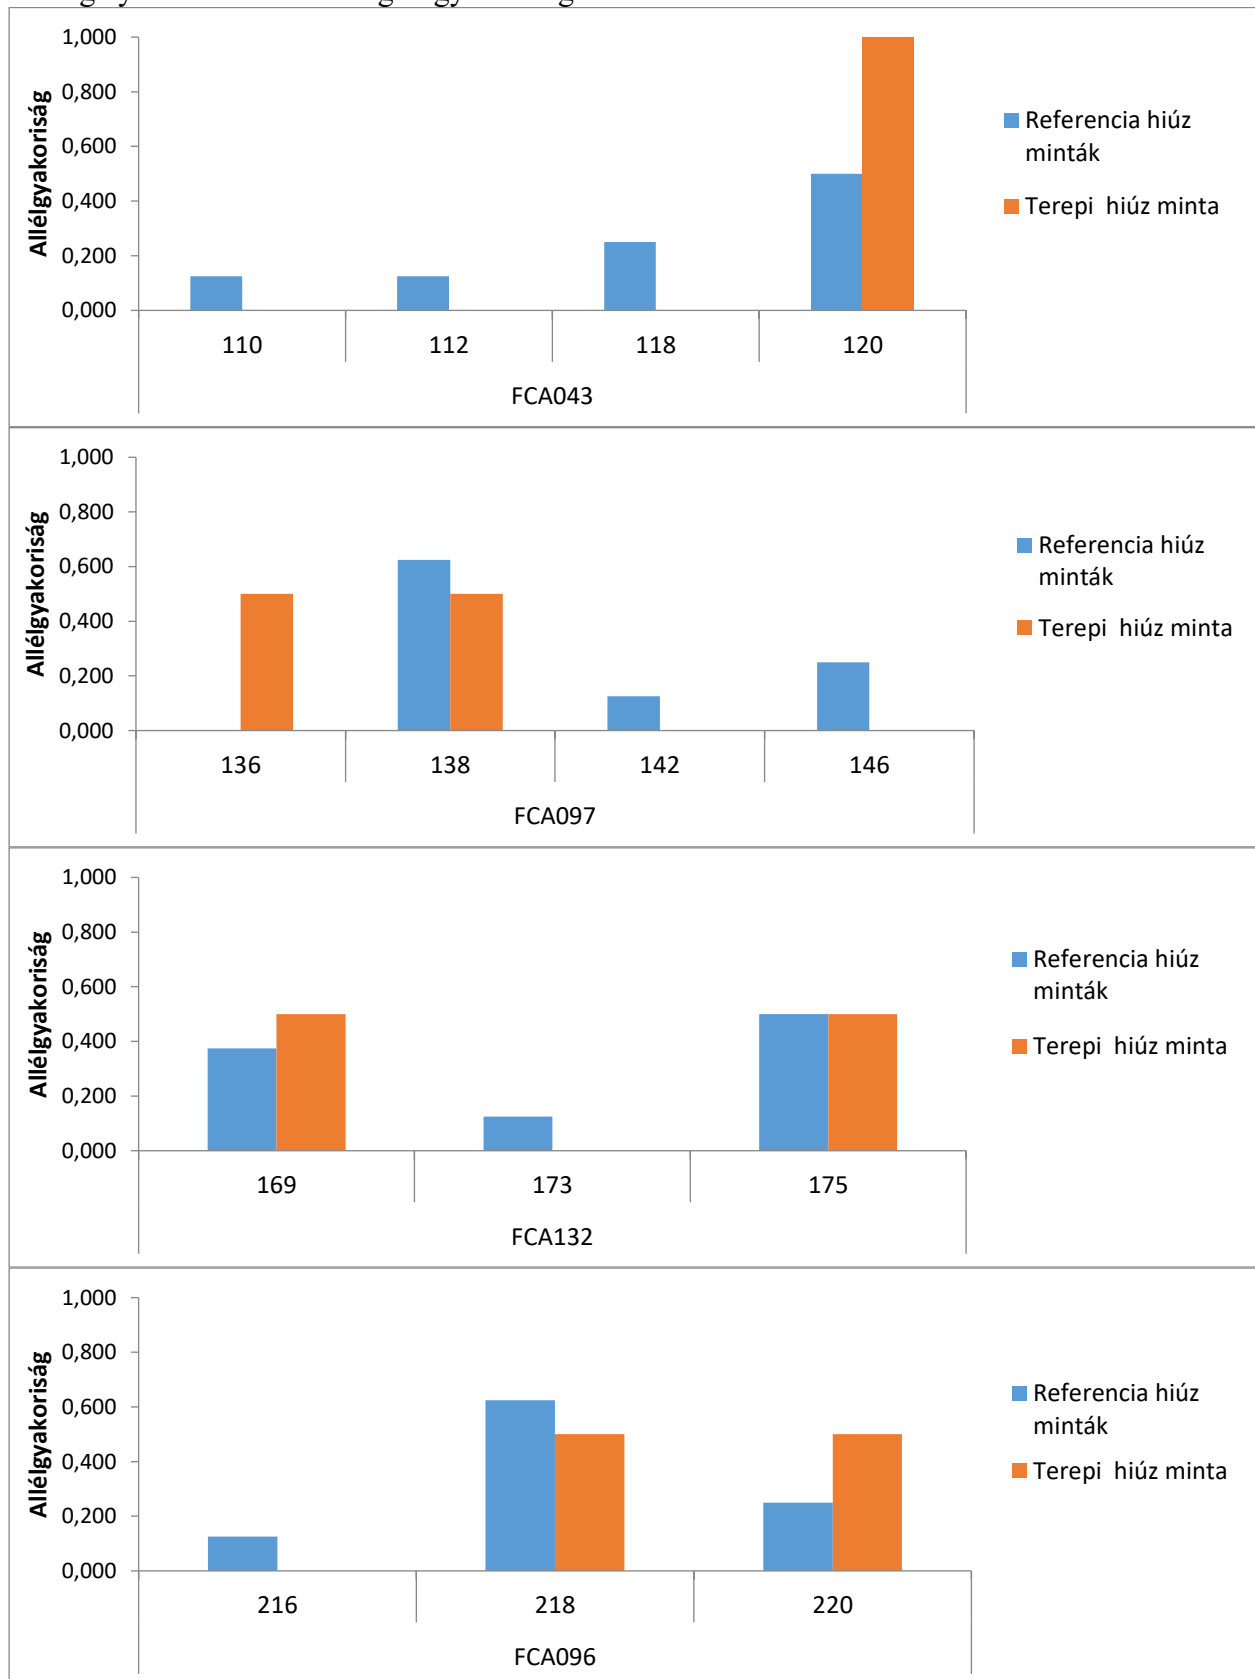 1,000
0,800
0,600
0,400
0,200
0,000
Allélgyakoriság
110 112 118 120
FCA043
Referencia hiúz
minták
Terepi hiúz minta
1,000
0,800
0,600
0,400
0,200
0,000
Allélgyakoriság
136 138 142 146
FCA097
Referencia hiúz
minták
Terepi hiúz minta
1,000
0,800
0,600
0,400
0,200
0,000
Allélgyakoriság
169 173 175
FCA132
Referencia hiúz
minták
Terepi hiúz minta
1,000
0,800
0,600
0,400
0,200
0,000
Allélgyakoriság
216 218 220
FCA096
Referencia hiúz
minták
Terepi hiúz minta